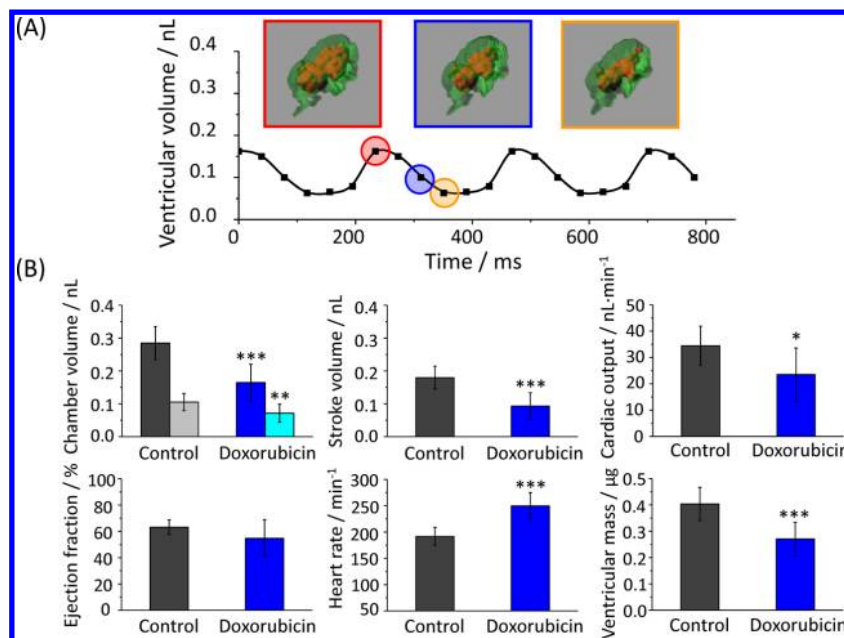 (A)
Ventricular volume / nL
0.4
0.3
0.2
0.1
0.0
0
200
400
600
800
Time / ms
(B)
Chamber volume / nL
0.4
0.3
0.2
0.1
0.0
***
**
Control
Doxorubicin
Stroke volume / nL
0.4
0.3
0.2
0.1
0.0
***
Control
Doxorubicin
Cardiac output / nL·min⁻¹
60
50
40
30
20
10
0
*
Control
Doxorubicin
Ejection fraction / %
100
80
60
40
20
0
Control
Doxorubicin
Heart rate / min⁻¹
300
250
200
150
100
50
***
Control
Doxorubicin
Ventricular mass / µg
0.5
0.4
0.3
0.2
0.1
0.0
***
Control
Doxorubicin